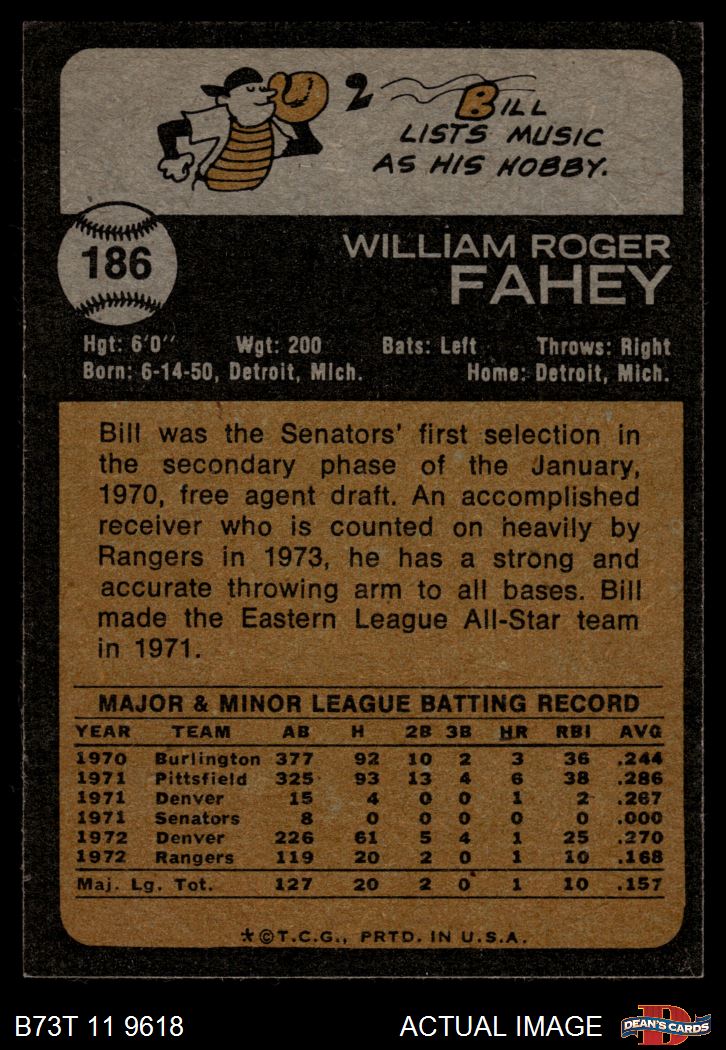 2 BILL
LISTS MUSIC
AS HIS HOBBY.
186
WILLIAM ROGER
FAHEY
Hgt: 6'0" Wgt: 200 Bats: Left Throws: Right
Born: 6-14-50, Detroit, Mich. Home: Detroit, Mich.
Bill was the Senators' first selection in
the secondary phase of the January,
1970, free agent draft. An accomplished
receiver who is counted on heavily by
Rangers in 1973, he has a strong and
accurate throwing arm to all bases. Bill
made the Eastern League All-Star team
in 1971.
MAJOR & MINOR LEAGUE BATTING RECORD
YEAR TEAM AB H 2B 3B HR RBI AVG
1970 Burlington 377 92 10 2 3 36 .244
1971 Pittsfield 325 93 13 4 6 38 .286
1971 Denver 15 4 0 0 1 2 .267
1971 Senators 8 0 0 0 0 0 .000
1972 Denver 226 61 5 4 1 25 .270
1972 Rangers 119 20 2 0 1 10 .168
Maj. Lg. Tot. 127 20 2 0 1 10 .157
*©T.C.G., PRTD. IN U.S.A.
B73T 11 9618 ACTUAL IMAGE D DEAN'S CARDS